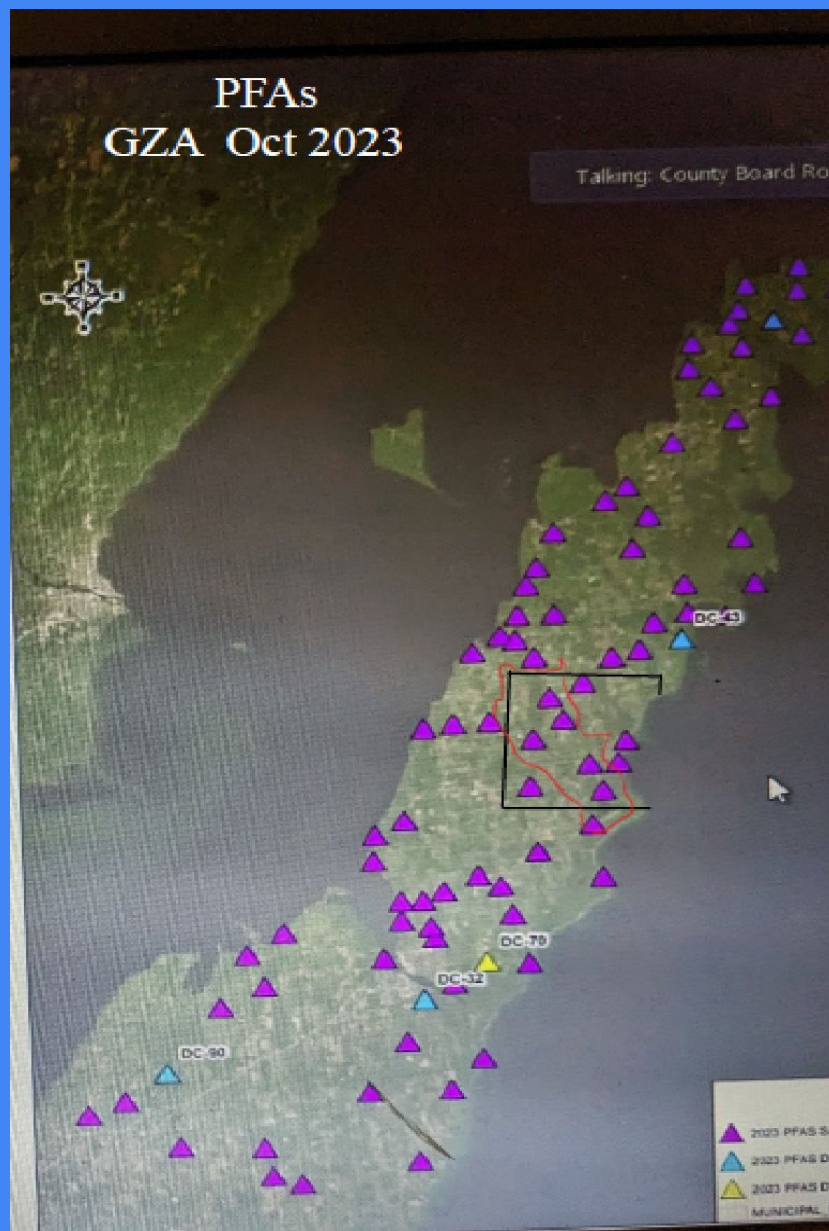 PFAs
GZA Oct 2023
Talking: County Board Ro
DC-43
DC-70
DC-32
DC-90
2023 PFAS S
2023 PFAS D
2023 PFAS D
MUNICIPAL